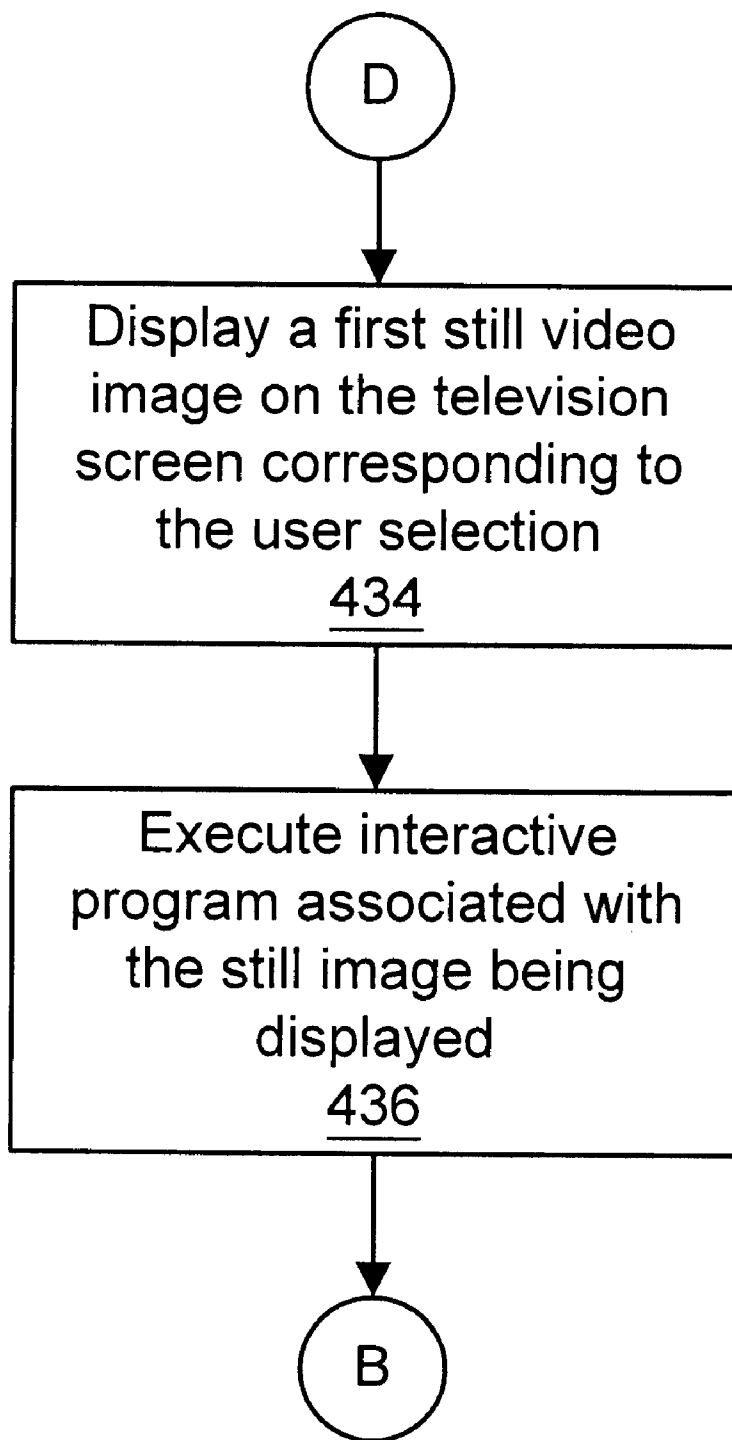 D
Display a first still video
image on the television
screen corresponding to
the user selection
434
Execute interactive
program associated with
the still image being
displayed
436
B